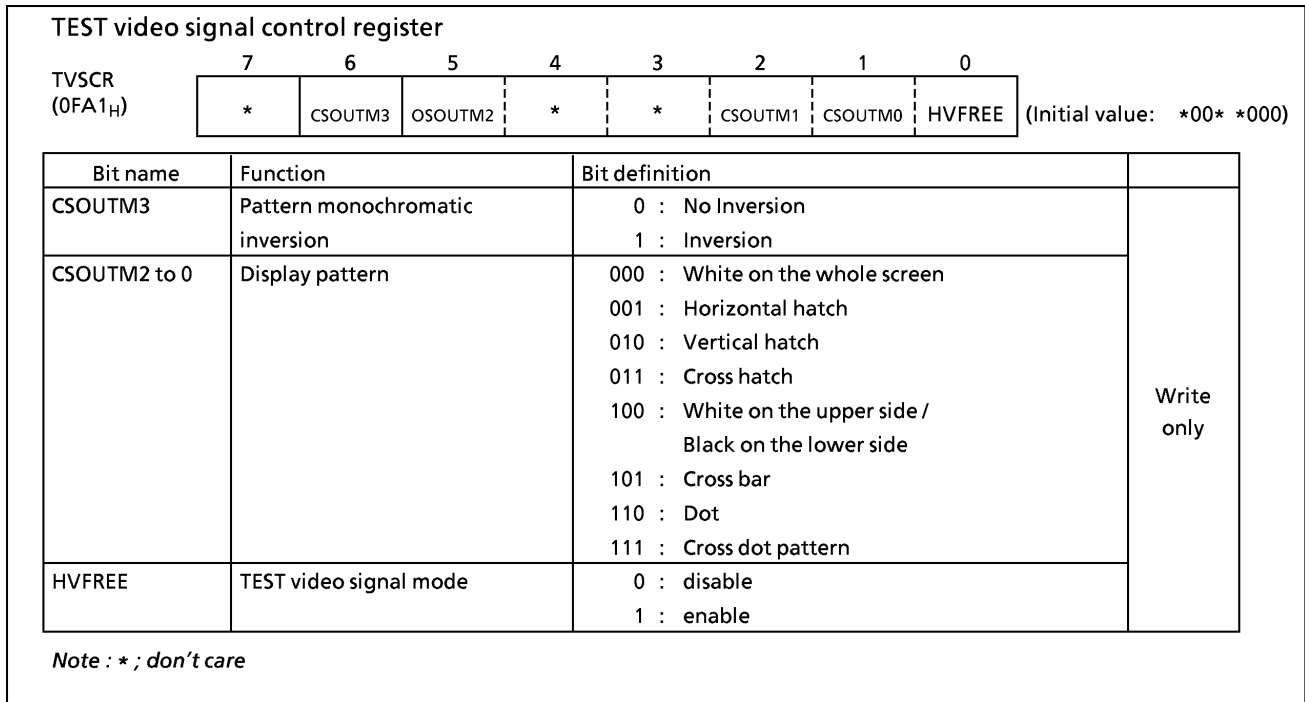 TEST video signal control register
7 6 5 4 3 2 1 0
TVSCR
(0FA1H)
* CSOUTM3 OSOUTM2 * * CSOUTM1 CSOUTM0 HVFREE (Initial value: *00* *000)
Bit name Function Bit definition
CSOUTM3 Pattern monochromatic 0 : No Inversion
inversion 1 : Inversion
CSOUTM2 to 0 Display pattern 000 : White on the whole screen
001 : Horizontal hatch
010 : Vertical hatch
011 : Cross hatch
100 : White on the upper side /
Black on the lower side
101 : Cross bar
110 : Dot
111 : Cross dot pattern
Write
only
HVFREE TEST video signal mode 0 : disable
1 : enable
Note : * ; don't care